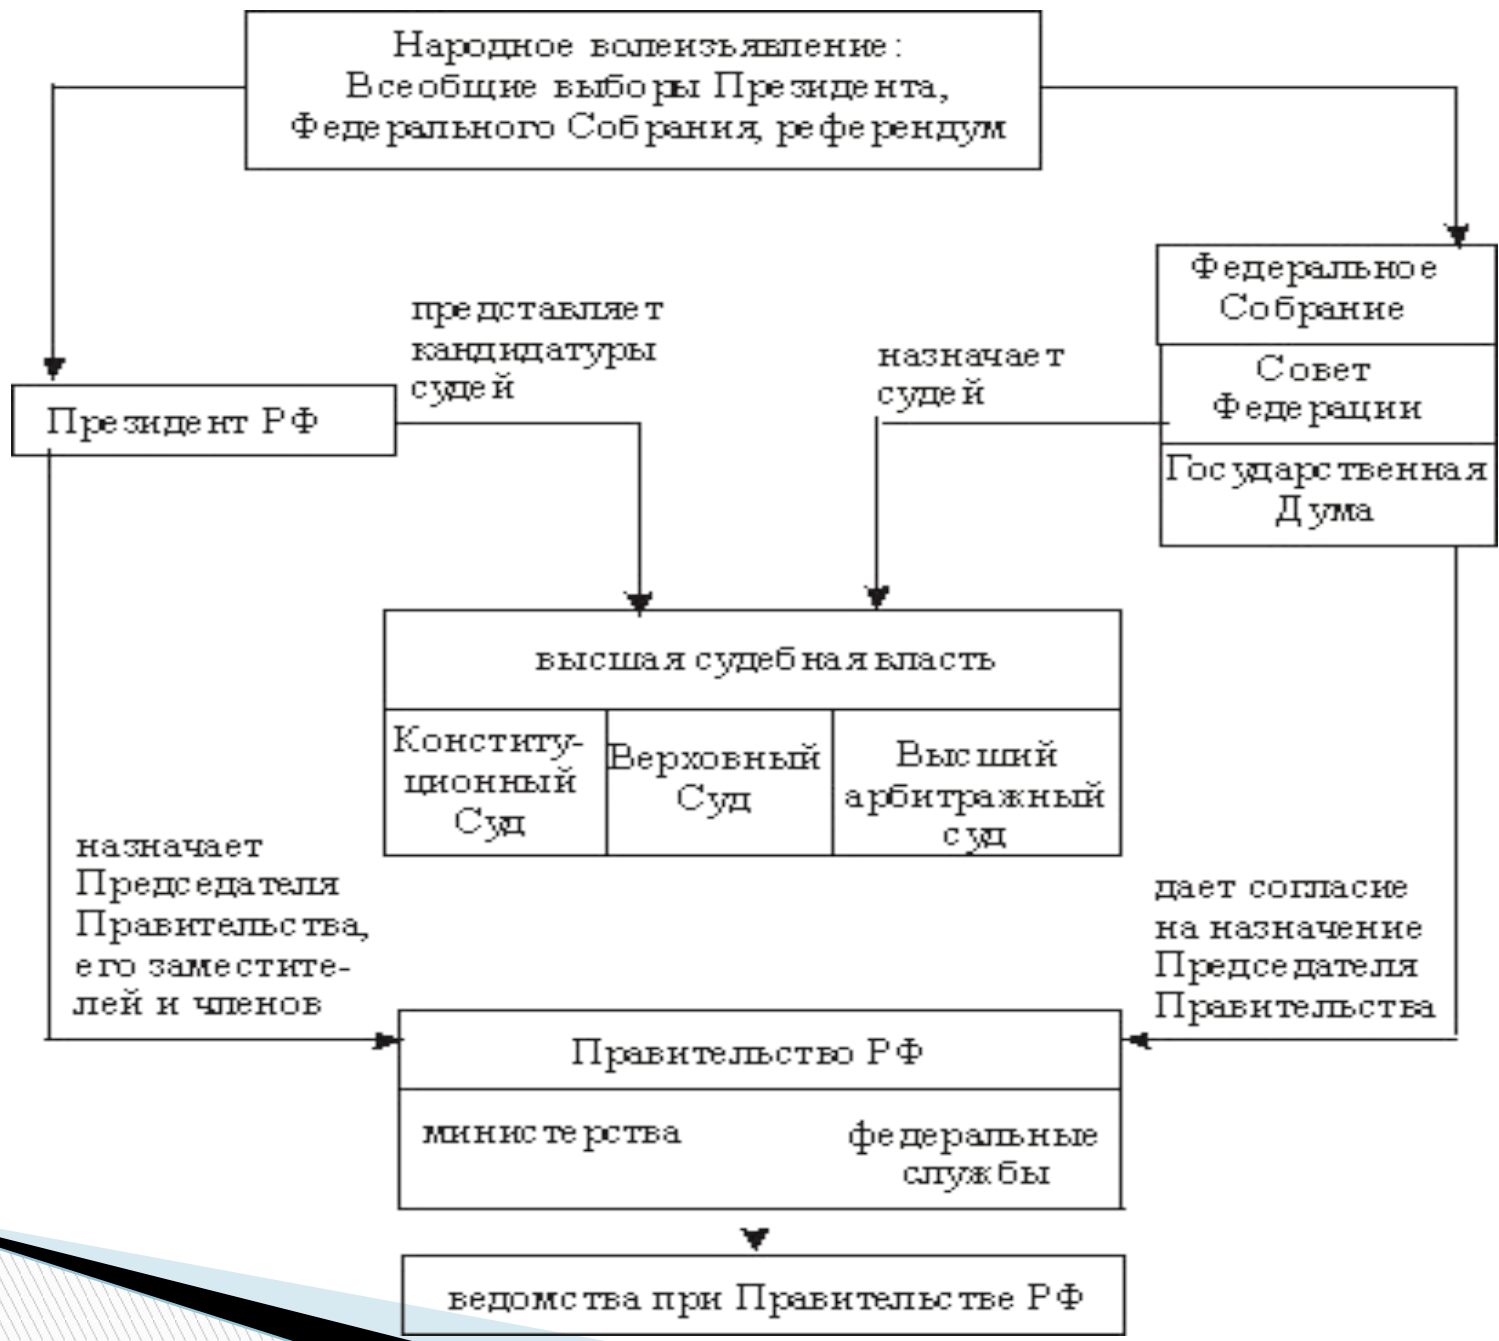 Народное волеизъявление:
Всеобщие выборы Президента,
Федерального Собрания, референдум
Федеральное
Собрание
представляет
кандидатуры
судей
назначает
судей
Совет
Федерации
Президент РФ
Государственная
Дума
высшая судебная власть
Конститу-
ционный
Суд
Верховный
Суд
Высший
арбитражный
суд
назначает
Председателя
Правительства,
его заместите-
лей и членов
дает согласие
на назначение
Председателя
Правительства
Правительство РФ
министерства
федеральные
службы
ведомства при Правительстве РФ